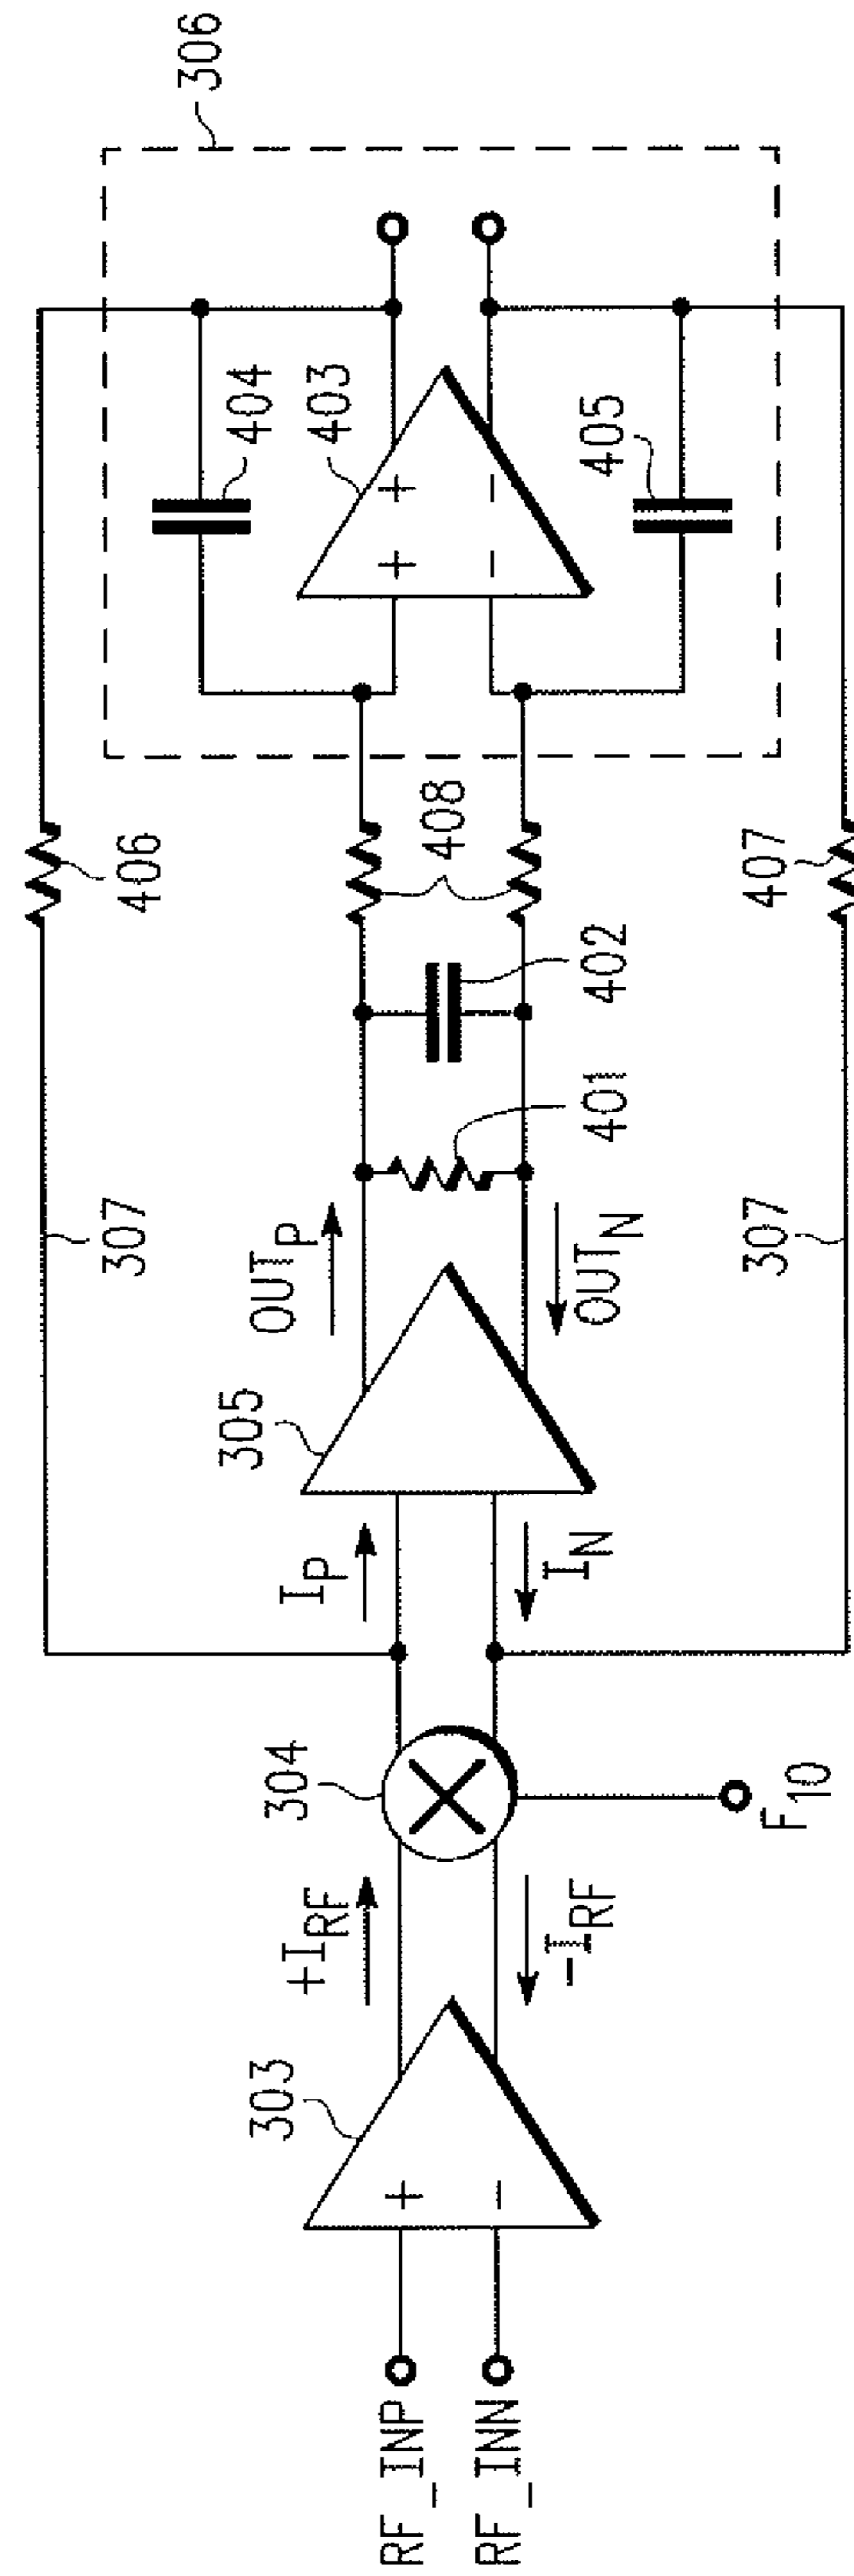 RF_INP
RF_INN
303
+
−
+I_RF
−I_RF
304
F_10
I_P
I_N
305
OUT_P
OUT_N
307
307
401
402
408
406
407
306
404
403
+ +
− −
405